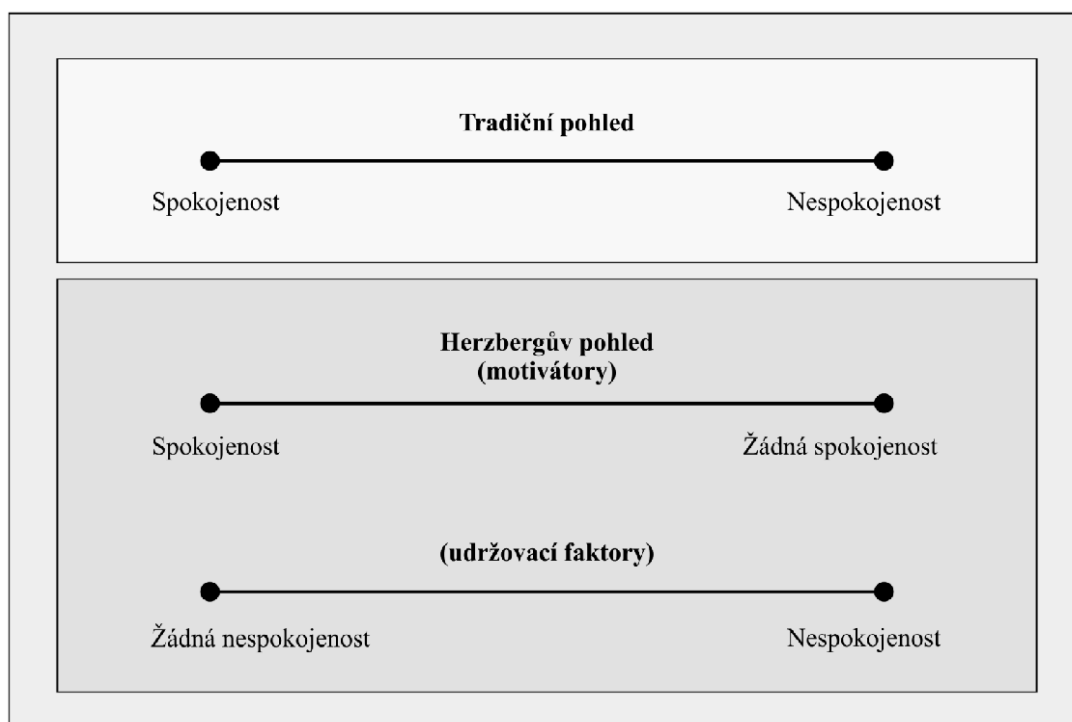 Tradiční pohled
Spokojenost
Nespokojenost
Herzbergův pohled
(motivátory)
Spokojenost
Žádná spokojenost
(udržovací faktory)
Žádná nespokojenost
Nespokojenost